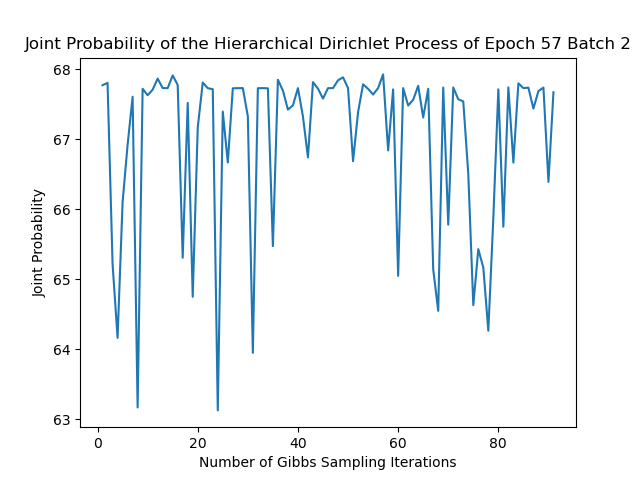 Joint Probability of the Hierarchical Dirichlet Process of Epoch 57 Batch 2
68
67
66
65
64
63
Joint Probability
0 20 40 60 80
Number of Gibbs Sampling Iterations